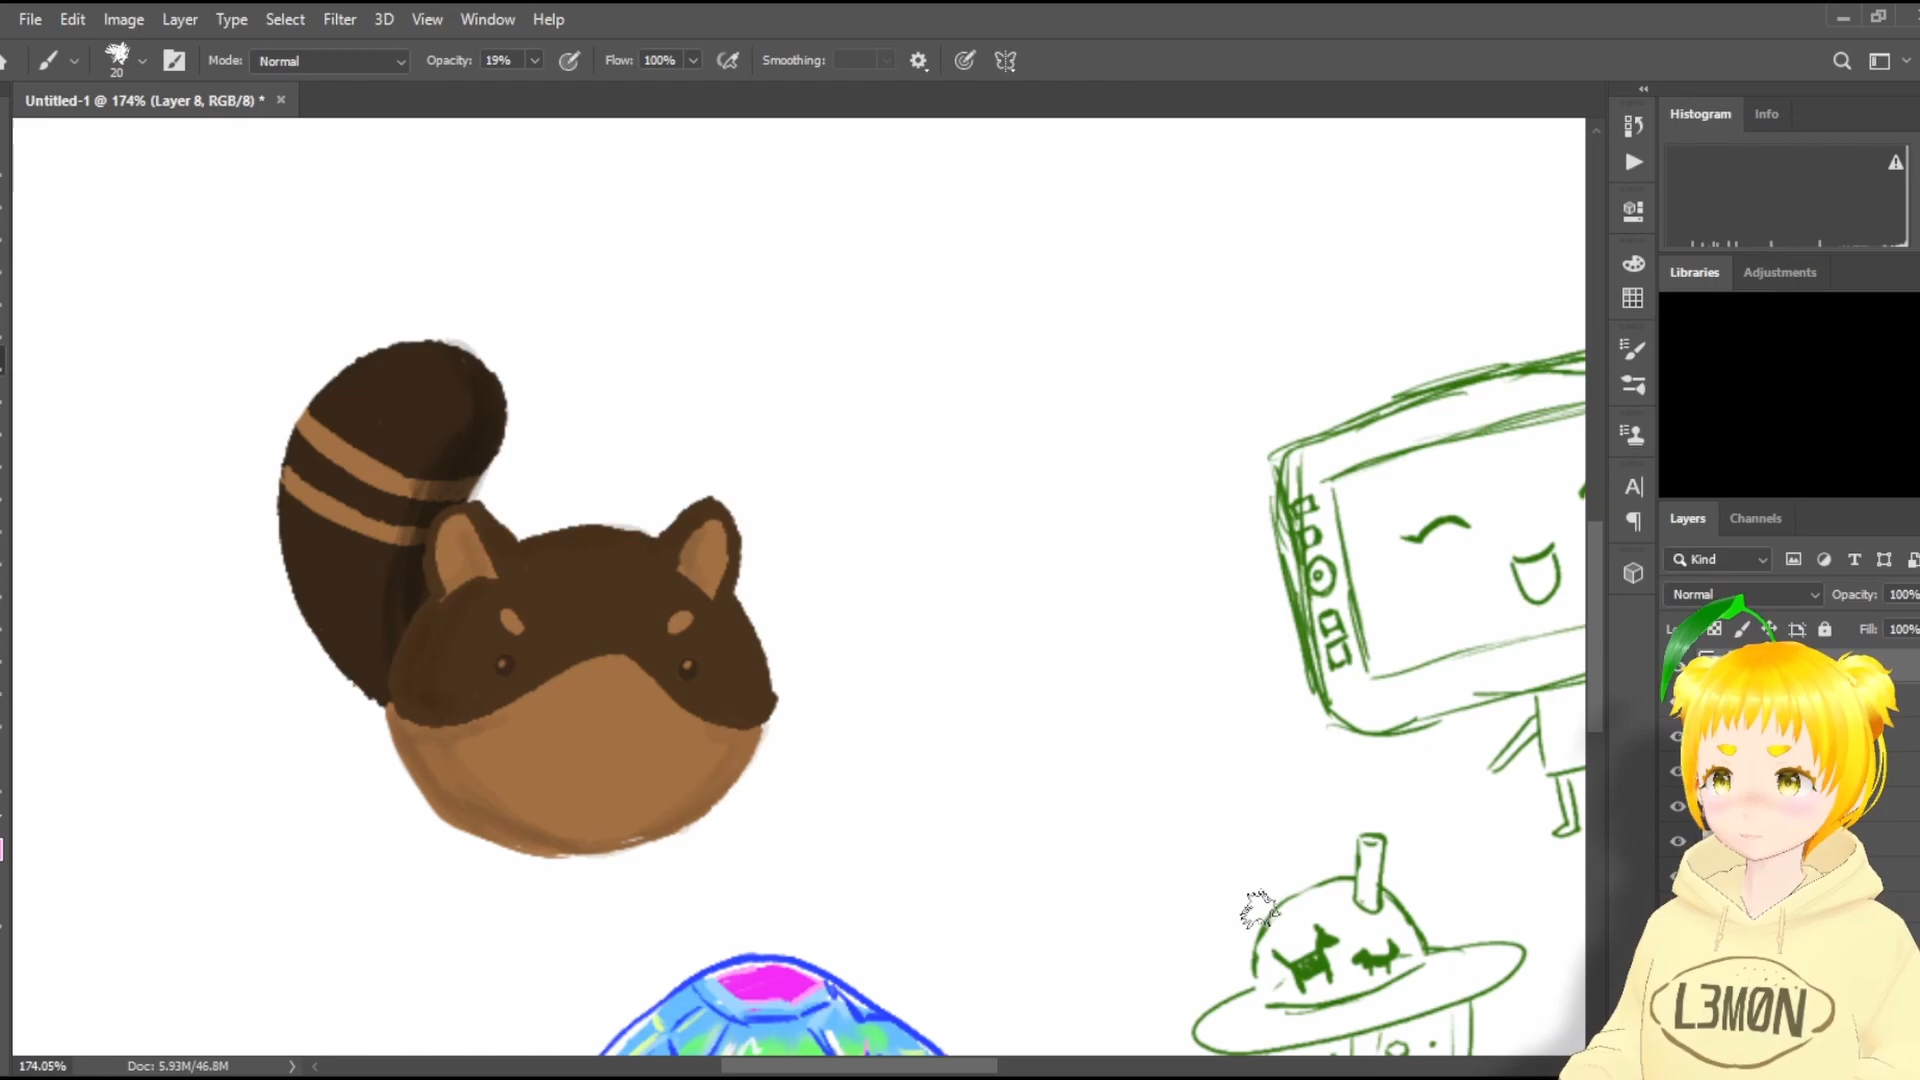 File Edit Image Layer Type Select Filter 3D View Window Help
20 Mode: Normal Opacity: 19% Flow: 100% Smoothing:
Untitled-1 @ 174% (Layer 8, RGB/8) *
Histogram Info
Libraries Adjustments
Layers Channels
Kind
Normal Opacity: 100%
Fill: 100%
L3M0N
174.05% Doc: 5.93M/46.8M